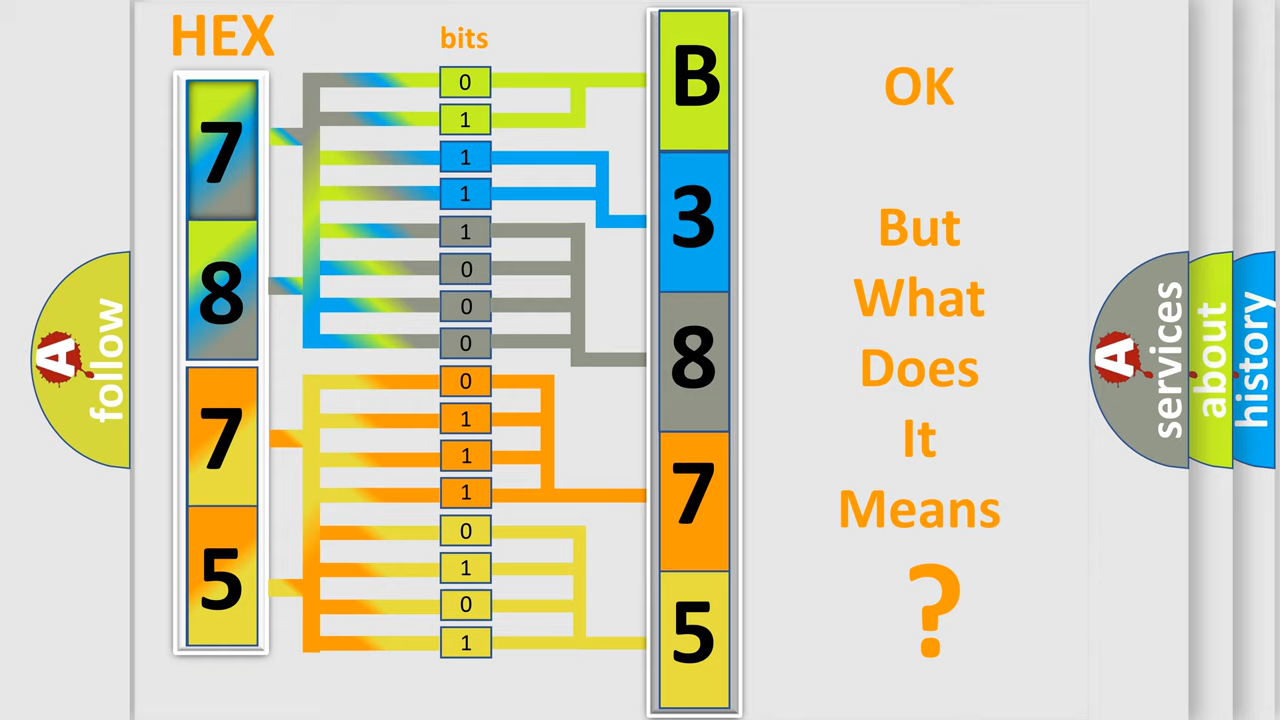 HEX
bits
7
8
7
5
0
1
1
1
1
0
0
0
0
1
1
1
0
1
0
1
B
3
8
7
5
OK
But
What
Does
It
Means
?
A
follow
A
services
about
history